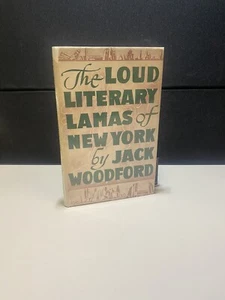 The LOUD
LITERARY
LAMAS of
NEW YORK
by JACK
WOODFORD